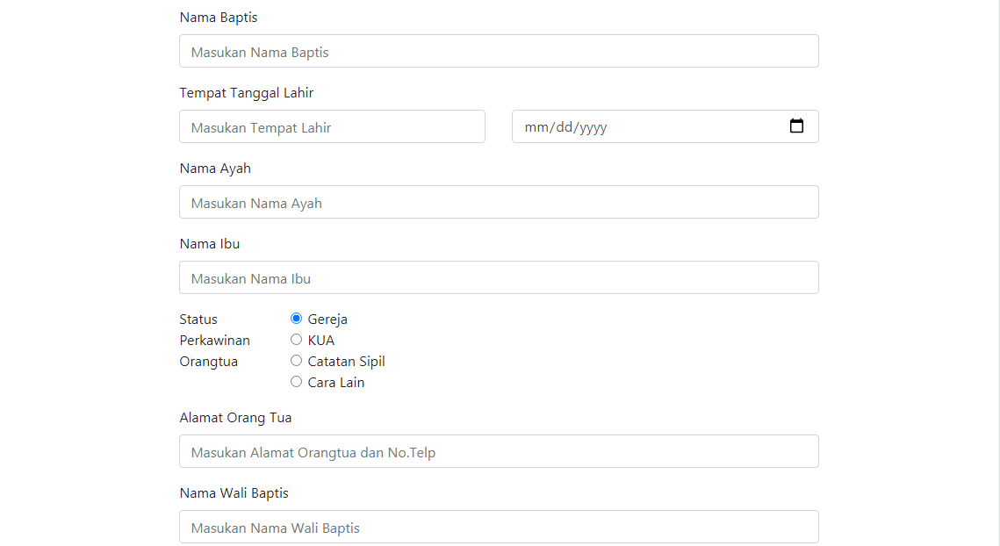 Nama Baptis
Masukan Nama Baptis
Tempat Tanggal Lahir
Masukan Tempat Lahir
mm/dd/yyyy
Nama Ayah
Masukan Nama Ayah
Nama Ibu
Masukan Nama Ibu
Status
Perkawinan
Orangtua
Gereja
KUA
Catatan Sipil
Cara Lain
Alamat Orang Tua
Masukan Alamat Orangtua dan No.Telp
Nama Wali Baptis
Masukan Nama Wali Baptis